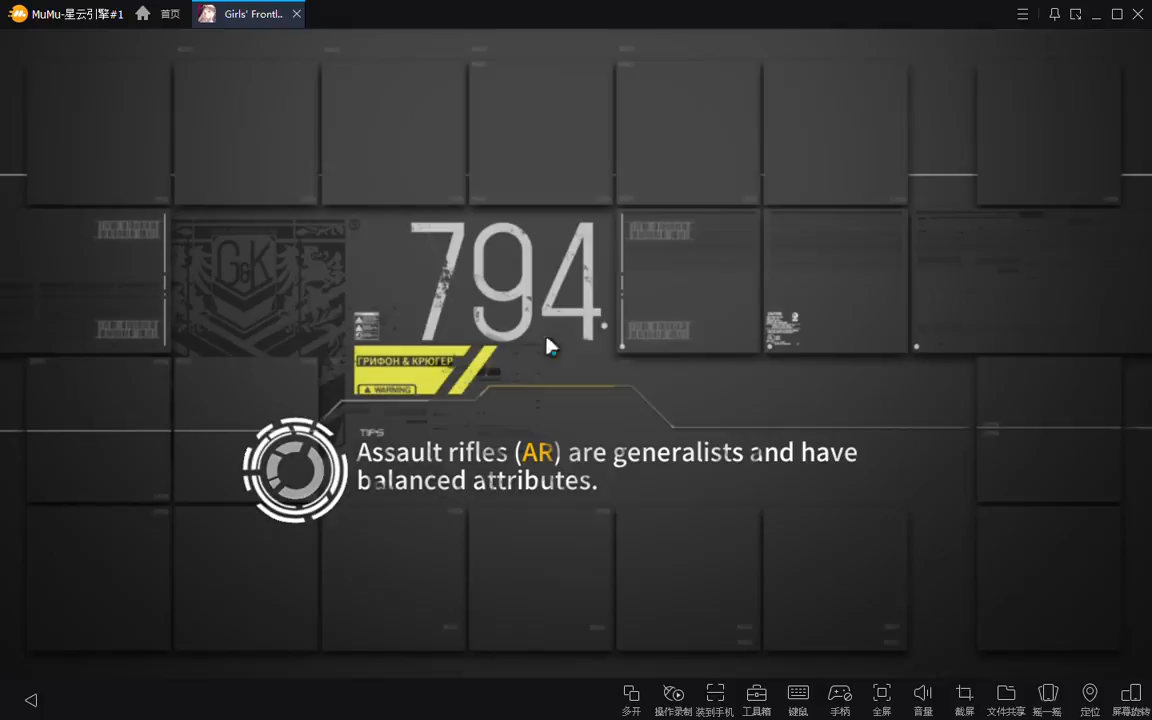 MuMu-星云引擎#1
首页
Girls' Frontl..
G&K
794.
ГРИФОН & КРЮГЕР
WARNING
TIPS
Assault rifles (AR) are generalists and have
balanced attributes.
多开
操作录制
装到手机
工具箱
键鼠
手柄
全屏
音量
截屏
文件共享
摇一摇
定位
屏幕旋转